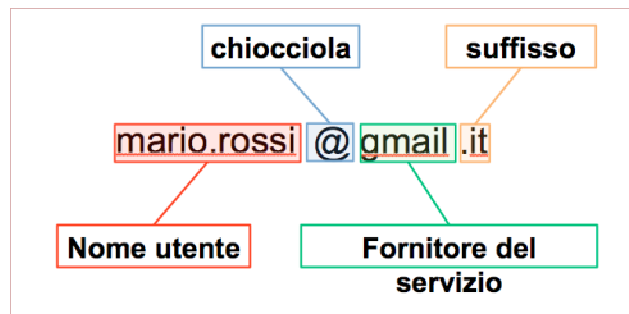 chiocciola suffisso
mario.rossi @ gmail .it
Nome utente Fornitore del
servizio